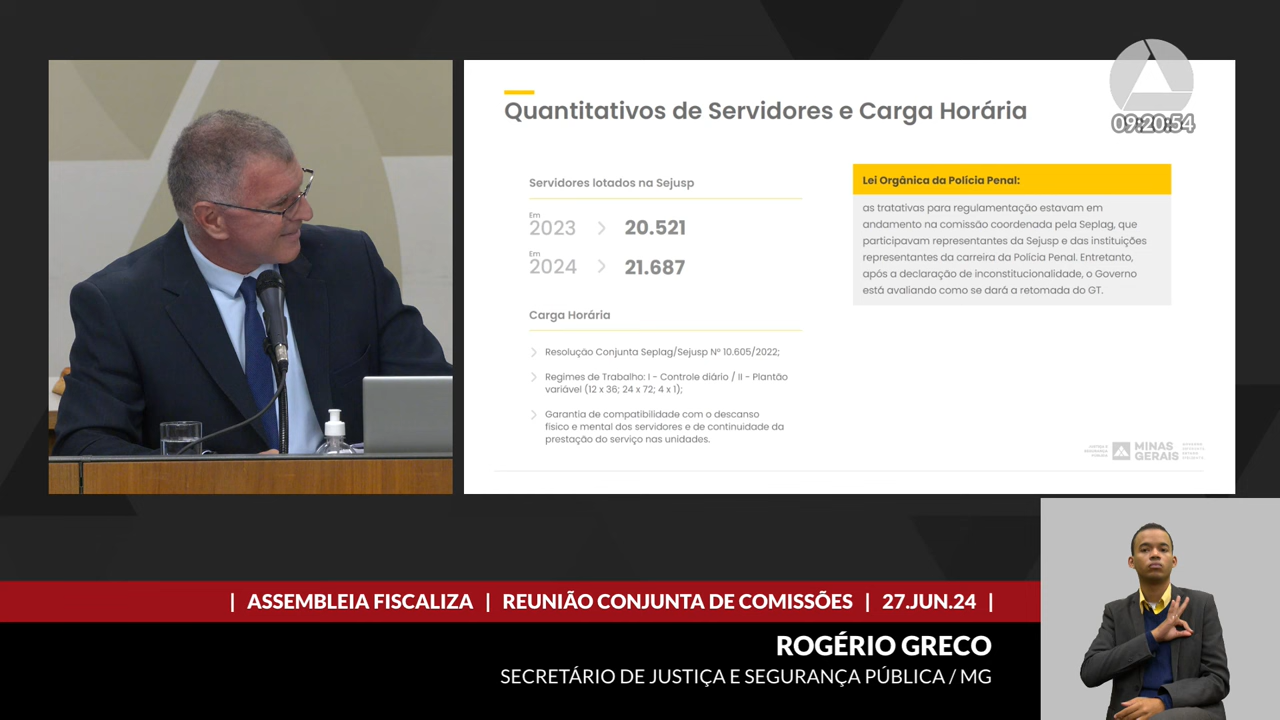 Quantitativos de Servidores e Carga Horária
09:20:54
Servidores lotados na Sejusp
Em
2023 > 20.521
Em
2024 > 21.687
Carga Horária
Resolução Conjunta Seplag/Sejusp Nº 10.605/2022;
Regimes de Trabalho: I - Controle diário / II - Plantão
variável (12 x 36; 24 x 72; 4 x 1);
Garantia de compatibilidade com o descanso
físico e mental dos servidores e de continuidade da
prestação do serviço nas unidades.
Lei Orgânica da Polícia Penal:
as tratativas para regulamentação estavam em
andamento na comissão coordenada pela Seplag, que
participavam representantes da Sejusp e das instituições
representantes da carreira da Polícia Penal. Entretanto,
após a declaração de inconstitucionalidade, o Governo
está avaliando como se dará a retomada do GT.
MINAS
GERAIS
| ASSEMBLEIA FISCALIZA | REUNIÃO CONJUNTA DE COMISSÕES | 27.JUN.24 |
ROGÉRIO GRECO
SECRETÁRIO DE JUSTIÇA E SEGURANÇA PÚBLICA / MG